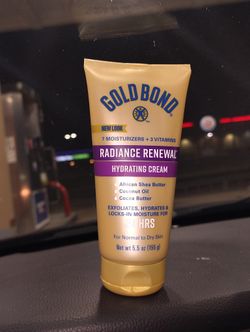 GOLD BOND
NEW LOOK
7 MOISTURIZERS + 3 VITAMINS
RADIANCE RENEWAL
HYDRATING CREAM
African Shea Butter
Coconut Oil
Cocoa Butter
EXFOLIATES, HYDRATES &
LOCKS-IN MOISTURE FOR
HRS
For Normal to Dry Skin
Net wt 5.5 oz (155 g)